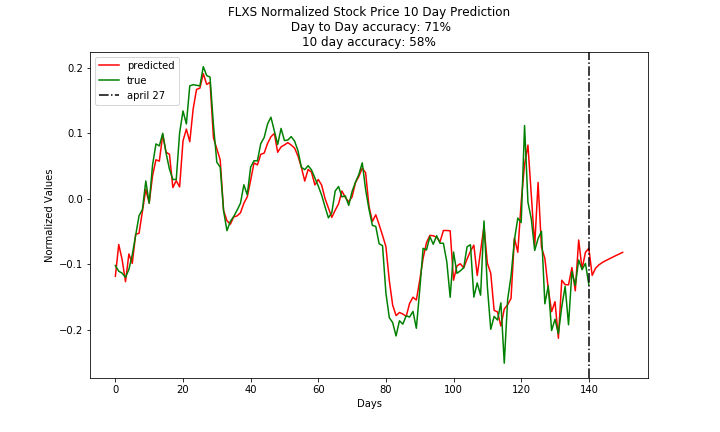 FLXS Normalized Stock Price 10 Day Prediction
Day to Day accuracy: 71%
10 day accuracy: 58%
predicted
true
april 27
0.2
0.1
0.0
−0.1
−0.2
Normalized Values
0 20 40 60 80 100 120 140
Days